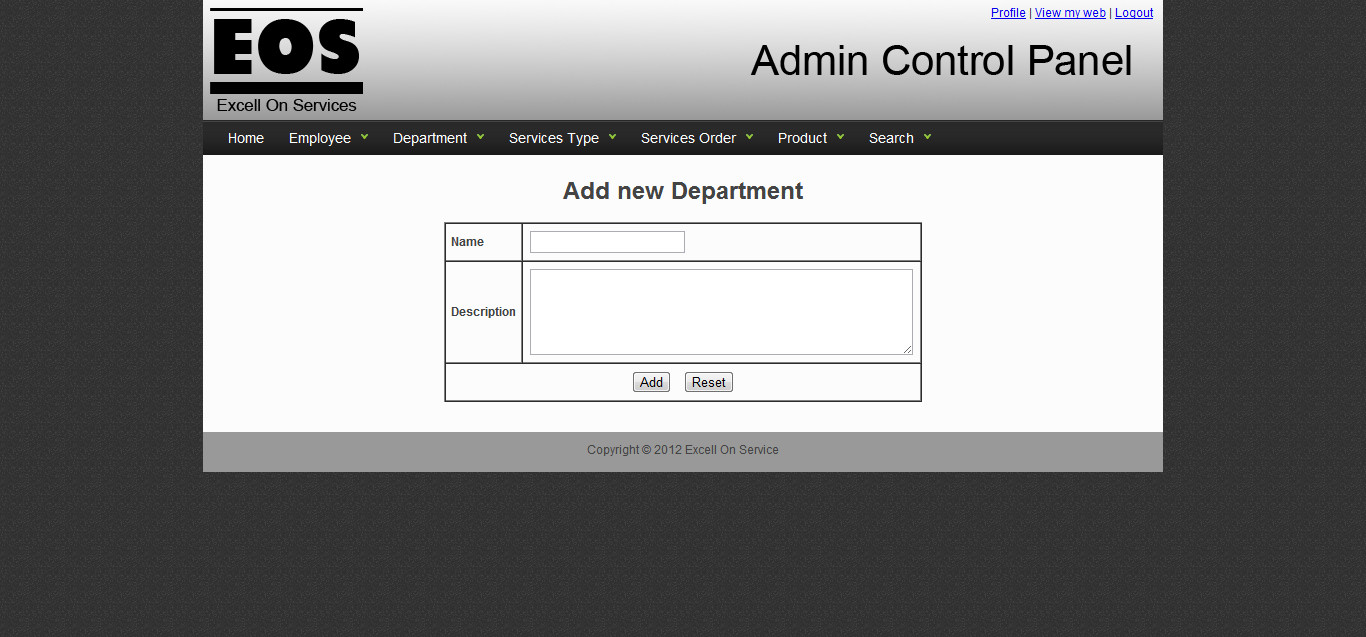 EOS
Excell On Services
Profile | View my web | Logout
Admin Control Panel
Home Employee Department Services Type Services Order Product Search
Add new Department
Name
Description
Add Reset
Copyright © 2012 Excell On Service